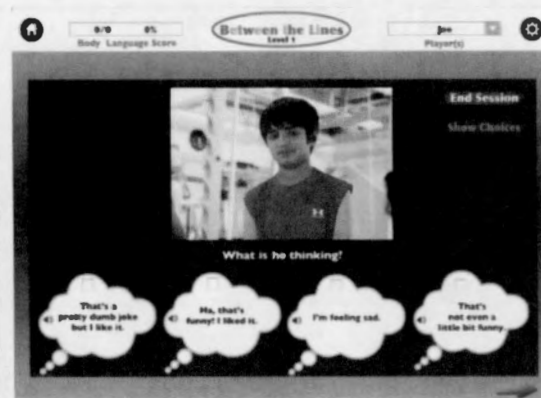 0/0 0%
Body Language Score
Between the Lines
Level 1
Joe
Player(s)
End Session
Show Choices
What is he thinking?
That's a
pretty dumb joke
but I like it.
Ha, that's
funny! I liked it.
I'm feeling sad.
That's
not even a
little bit funny.